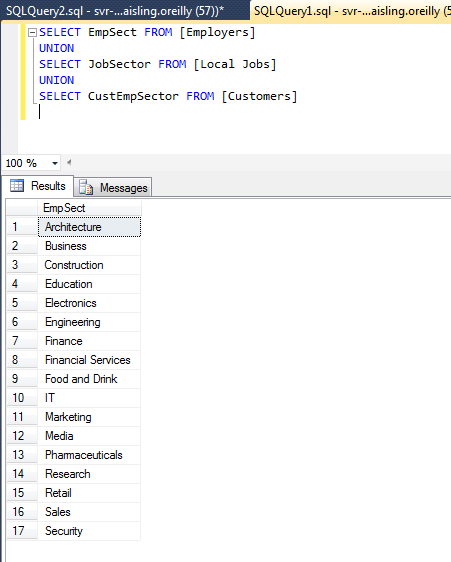 SQLQuery2.sql - svr-...aisling.oreilly (57))* SQLQuery1.sql - svr-...aisling.oreilly (5
SELECT EmpSect FROM [Employers]
UNION
SELECT JobSector FROM [Local Jobs]
UNION
SELECT CustEmpSector FROM [Customers]
100 %
Results Messages
EmpSect
1 Architecture
2 Business
3 Construction
4 Education
5 Electronics
6 Engineering
7 Finance
8 Financial Services
9 Food and Drink
10 IT
11 Marketing
12 Media
13 Pharmaceuticals
14 Research
15 Retail
16 Sales
17 Security